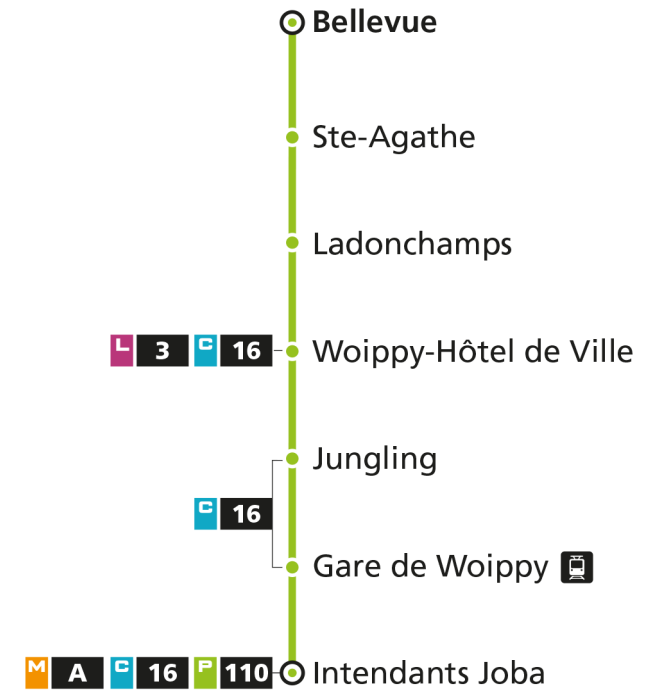 Bellevue
Ste-Agathe
Ladonchamps
L 3 C 16 Woippy-Hôtel de Ville
Jungling
C 16
Gare de Woippy
M A C 16 P 110 Intendants Joba